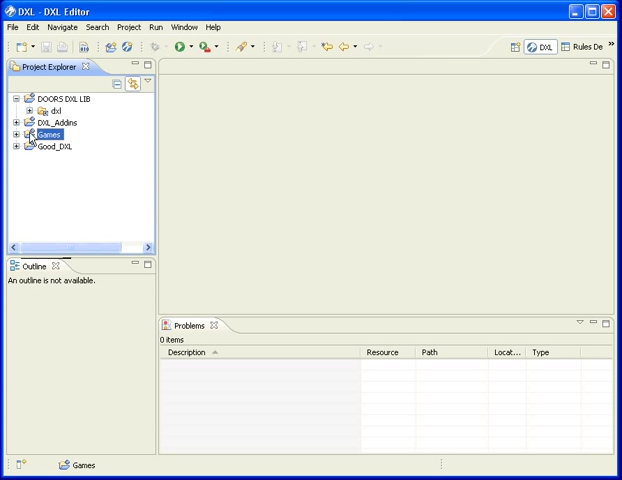 DXL - DXL Editor
File Edit Navigate Search Project Run Window Help
DXL Rules De »
Project Explorer
DOORS DXL LIB
dxl
DXL_Addins
Games
Good_DXL
Outline
An outline is not available.
Problems
0 items
Description Resource Path Locat... Type
Games